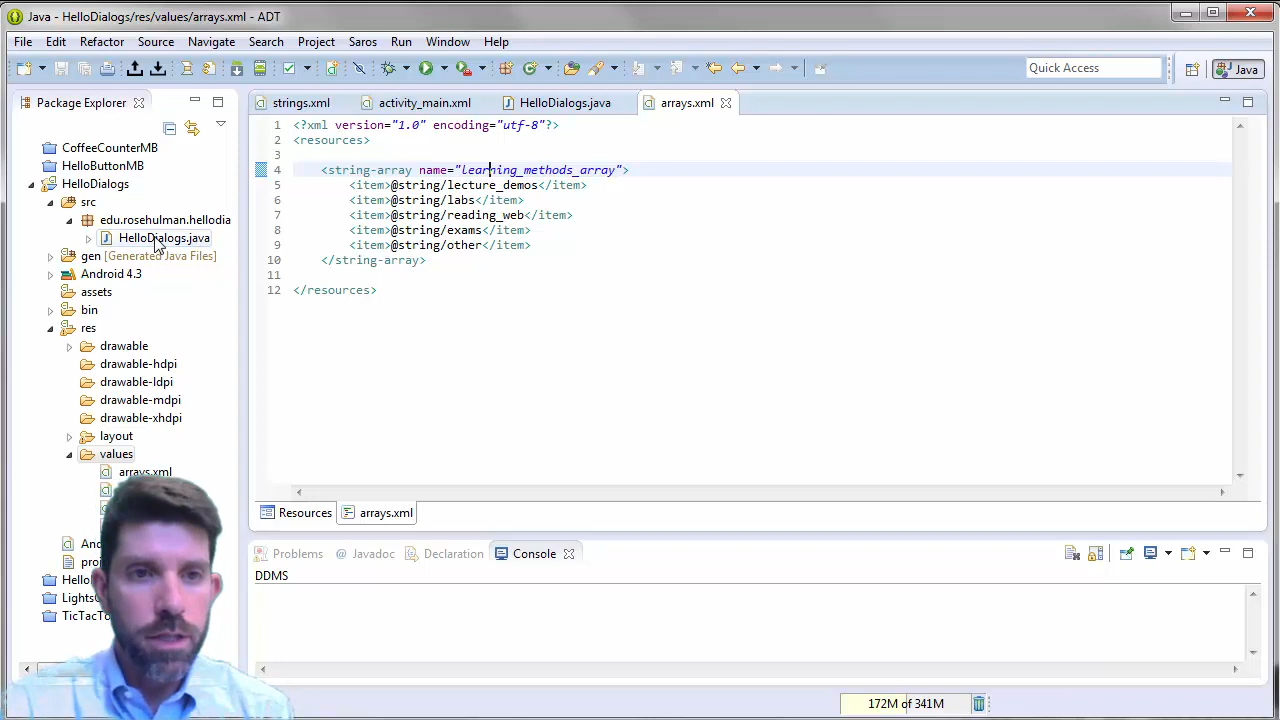 Java - HelloDialogs/res/values/arrays.xml - ADT
File Edit Refactor Source Navigate Search Project Saros Run Window Help
Quick Access
Java
Package Explorer
CoffeeCounterMB
HelloButtonMB
HelloDialogs
src
edu.rosehulman.hellodia
HelloDialogs.java
gen [Generated Java Files]
Android 4.3
assets
bin
res
drawable
drawable-hdpi
drawable-ldpi
drawable-mdpi
drawable-xhdpi
layout
values
arrays.xml
strings.xml activity_main.xml HelloDialogs.java arrays.xml
1 <?xml version="1.0" encoding="utf-8"?>
2 <resources>
3
4 <string-array name="learning_methods_array">
5 <item>@string/lecture_demos</item>
6 <item>@string/labs</item>
7 <item>@string/reading_web</item>
8 <item>@string/exams</item>
9 <item>@string/other</item>
10 </string-array>
11
12 </resources>
Resources arrays.xml
Problems @ Javadoc Declaration Console
DDMS
172M of 341M